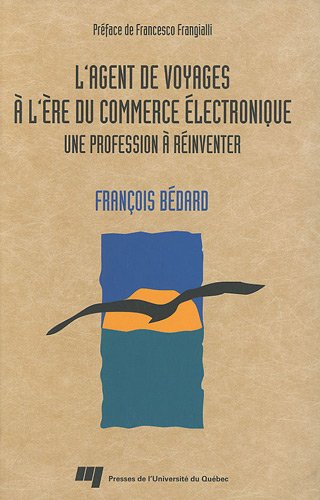 Préface de Francesco Frangialli
L'AGENT DE VOYAGES
À L'ÈRE DU COMMERCE ÉLECTRONIQUE
UNE PROFESSION À RÉINVENTER
FRANÇOIS BÉDARD
Presses de l'Université du Québec